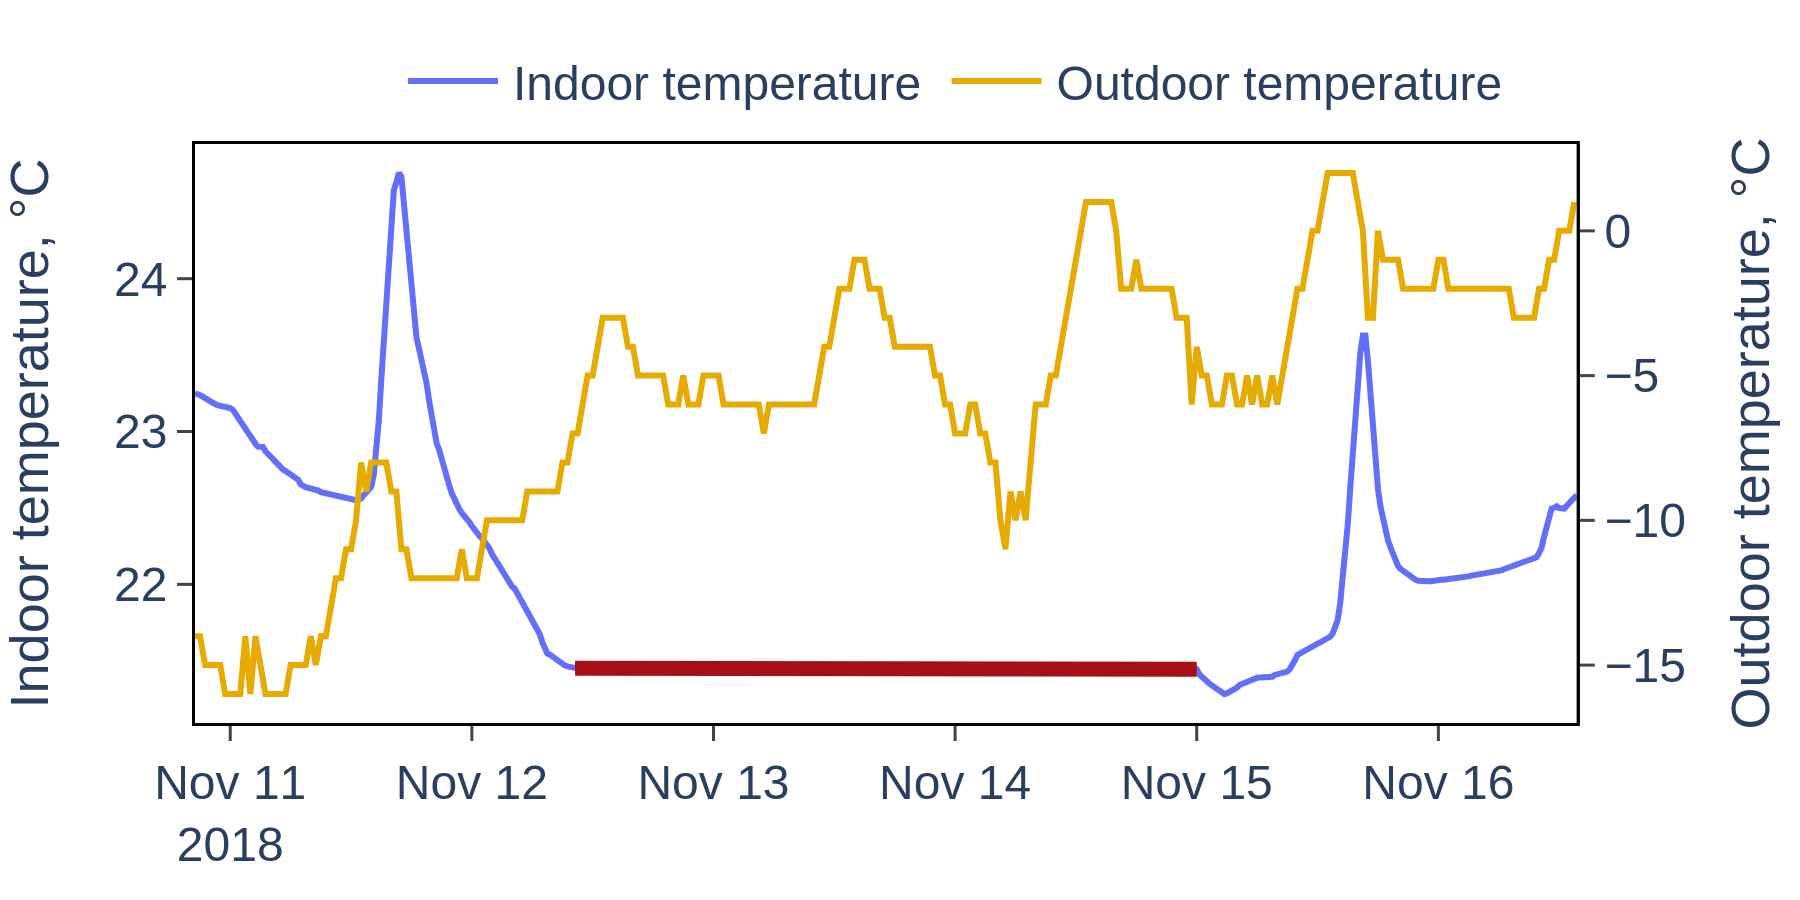 Indoor temperature
Outdoor temperature
Indoor temperature, °C
24
23
22
0
−5
−10
−15
Outdoor temperature, °C
Nov 11
2018
Nov 12
Nov 13
Nov 14
Nov 15
Nov 16